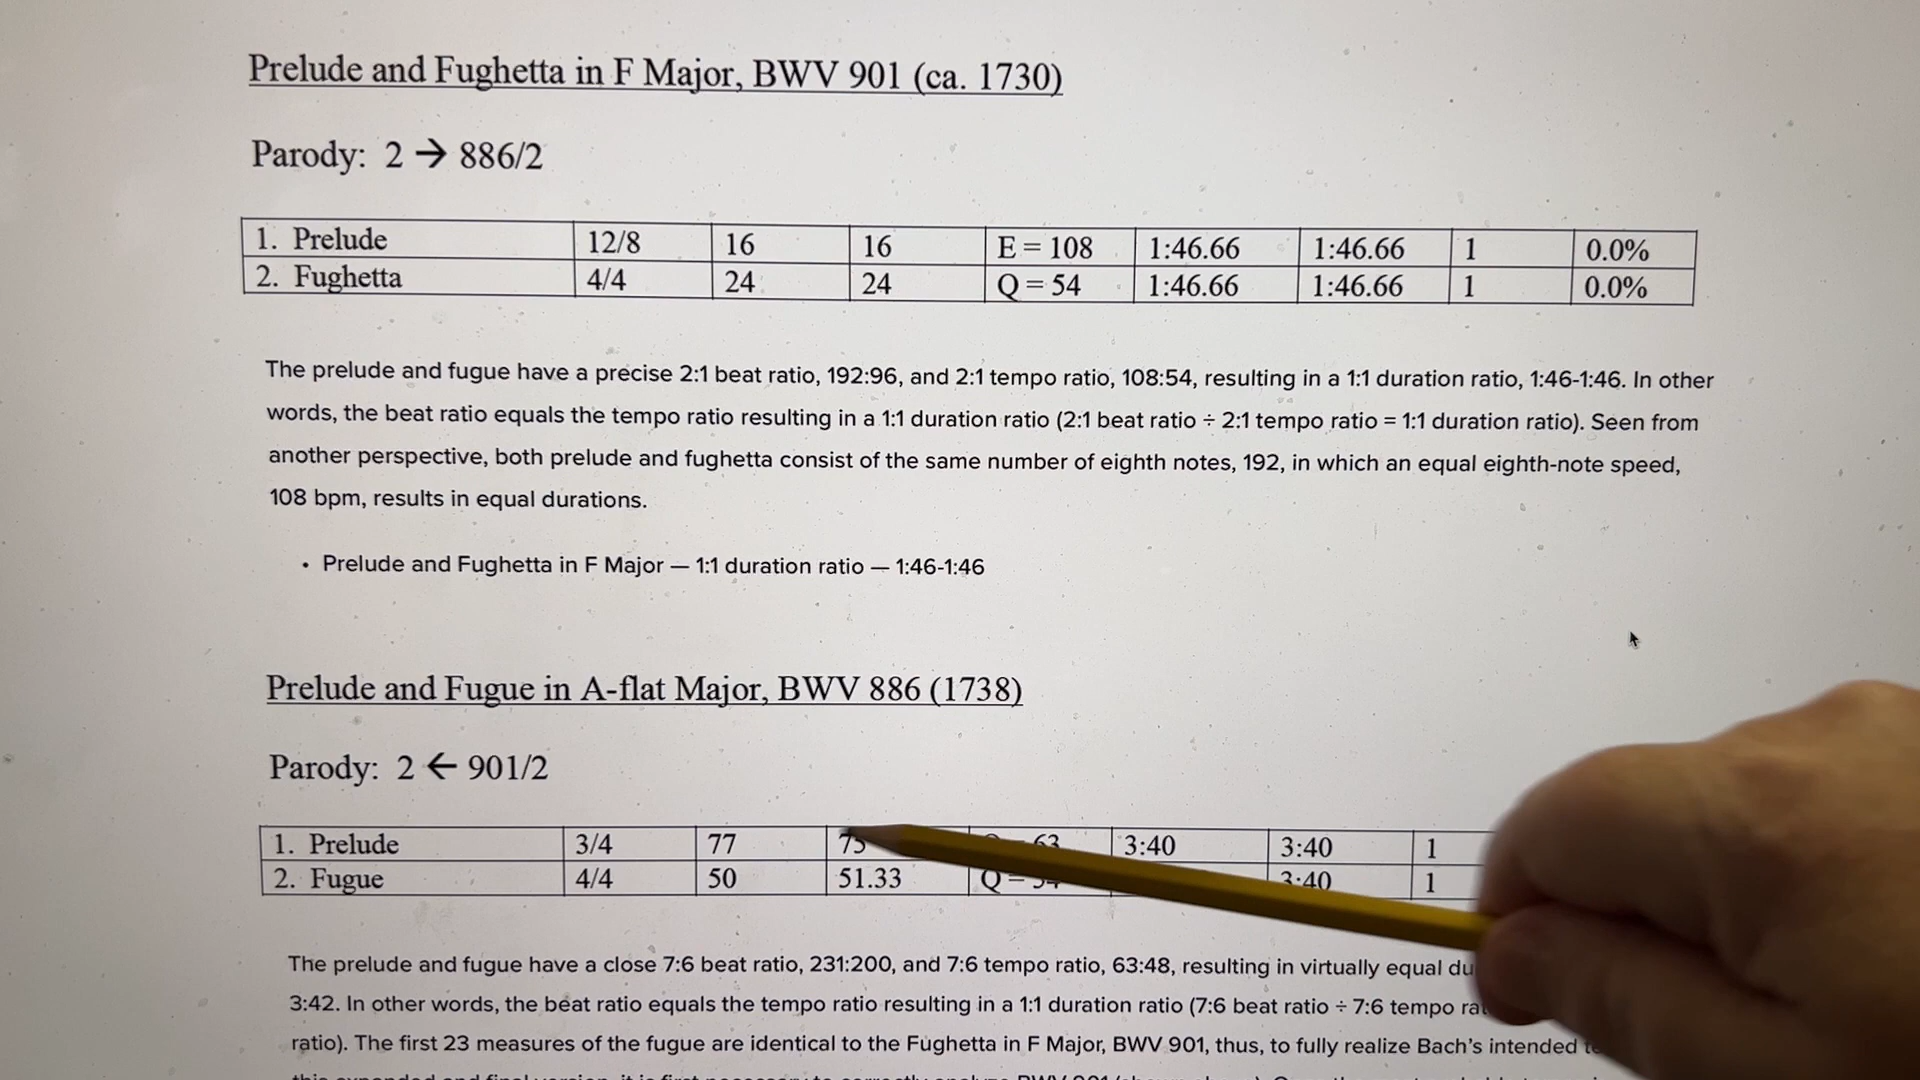 Prelude and Fughetta in F Major, BWV 901 (ca. 1730)
Parody: 2 → 886/2
1. Prelude 12/8 16 16 E = 108 1:46.66 1:46.66 1 0.0%
2. Fughetta 4/4 24 24 Q = 54 1:46.66 1:46.66 1 0.0%
The prelude and fugue have a precise 2:1 beat ratio, 192:96, and 2:1 tempo ratio, 108:54, resulting in a 1:1 duration ratio, 1:46-1:46. In other
words, the beat ratio equals the tempo ratio resulting in a 1:1 duration ratio (2:1 beat ratio ÷ 2:1 tempo ratio = 1:1 duration ratio). Seen from
another perspective, both prelude and fughetta consist of the same number of eighth notes, 192, in which an equal eighth-note speed,
108 bpm, results in equal durations.
• Prelude and Fughetta in F Major — 1:1 duration ratio — 1:46-1:46
Prelude and Fugue in A-flat Major, BWV 886 (1738)
Parody: 2 ← 901/2
1. Prelude 3/4 77 63 3:40 3:40 1
2. Fugue 4/4 50 51.33 Q = 3:40 1
The prelude and fugue have a close 7:6 beat ratio, 231:200, and 7:6 tempo ratio, 63:48, resulting in virtually equal
3:42. In other words, the beat ratio equals the tempo ratio resulting in a 1:1 duration ratio (7:6 beat ratio ÷ 7:6 tempo
ratio). The first 23 measures of the fugue are identical to the Fughetta in F Major, BWV 901, thus, to fully realize Bach's intended